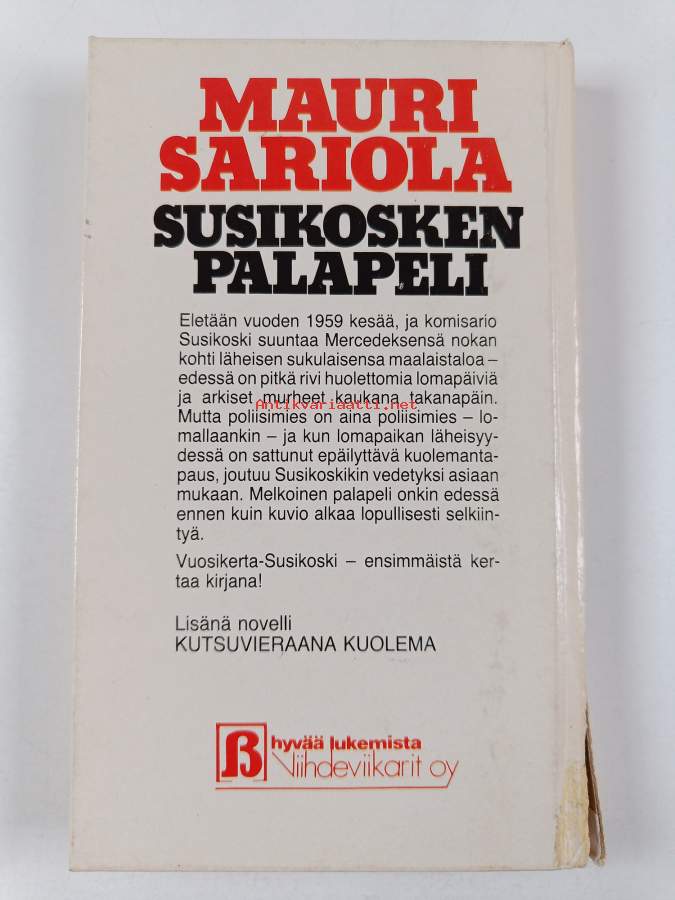 MAURI
SARIOLA
SUSIKOSKEN
PALAPELI
Eletään vuoden 1959 kesää, ja komisario
Susikoski suuntaa Mercedeksensä nokan
kohti läheisen sukulaisensa maalaistaloa –
edessä on pitkä rivi huolettomia lomapäiviä
ja arkiset murheet kaukana takanapäin.
Antikvariaatti.net
Mutta poliisimies on aina poliisimies – lo-
mallaankin – ja kun lomapaikan läheisyy-
dessä on sattunut epäilyttävä kuolemanta-
paus, joutuu Susikoskikin vedetyksi asiaan
mukaan. Melkoinen palapeli onkin edessä
ennen kuin kuvio alkaa lopullisesti selkiin-
tyä.
Vuosikerta-Susikoski – ensimmäistä ker-
taa kirjana!
Lisänä novelli
KUTSUVIERAANA KUOLEMA
ß hyvää lukemista
Viihdeviikarit oy